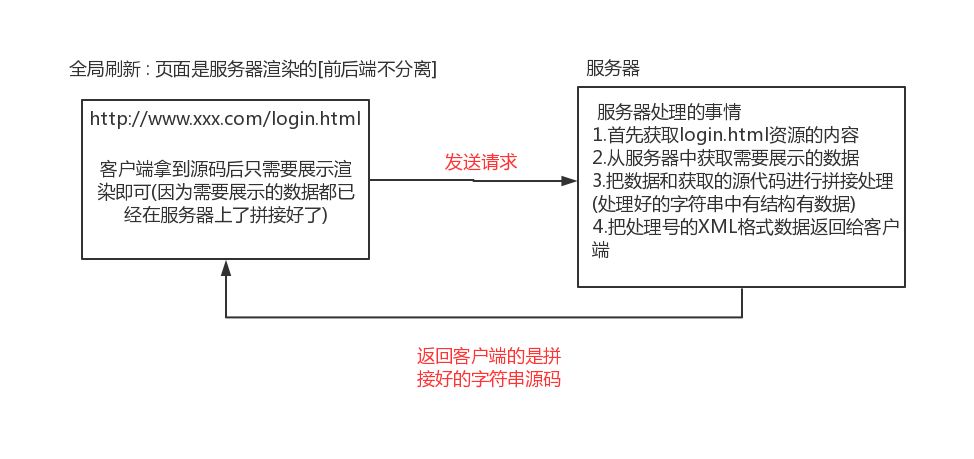 全局刷新 : 页面是服务器渲染的[前后端不分离]
http://www.xxx.com/login.html
客户端拿到源码后只需要展示渲
染即可(因为需要展示的数据都已
经在服务器上了拼接好了)
发送请求
服务器
服务器处理的事情
1.首先获取login.html资源的内容
2.从服务器中获取需要展示的数据
3.把数据和获取的源代码进行拼接处理
(处理好的字符串中有结构有数据)
4.把处理号的XML格式数据返回给客户
端
返回客户端的是拼
接好的字符串源码